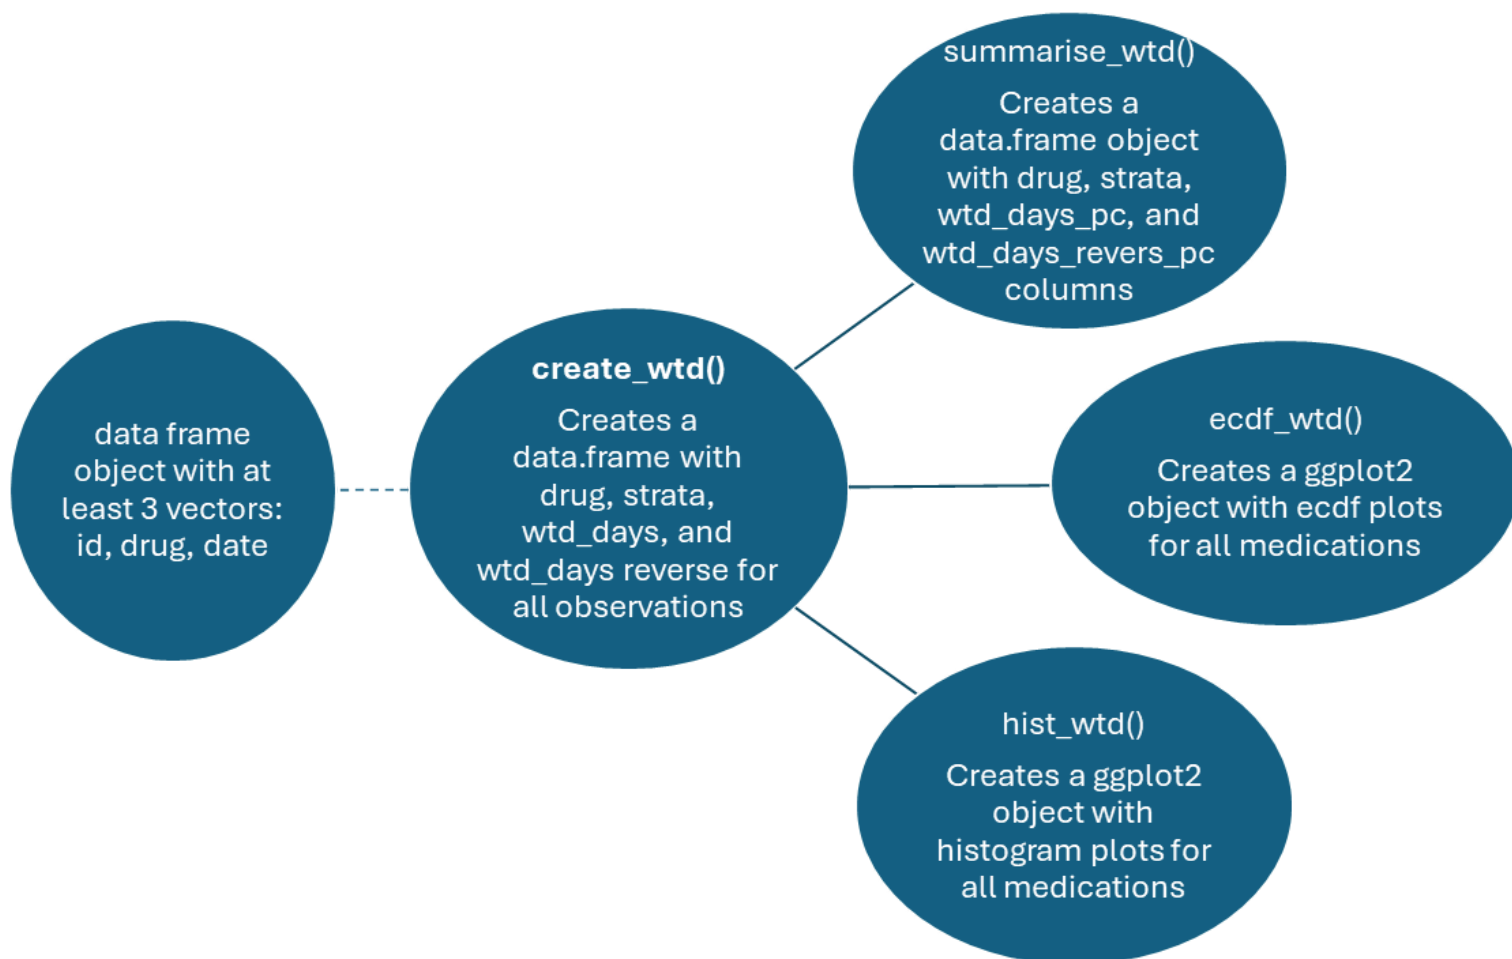 data frame
object with at
least 3 vectors:
id, drug, date
create_wtd()
Creates a
data.frame with
drug, strata,
wtd_days, and
wtd_days reverse for
all observations
summarise_wtd()
Creates a
data.frame object
with drug, strata,
wtd_days_pc, and
wtd_days_revers_pc
columns
ecdf_wtd()
Creates a ggplot2
object with ecdf plots
for all medications
hist_wtd()
Creates a ggplot2
object with
histogram plots for
all medications